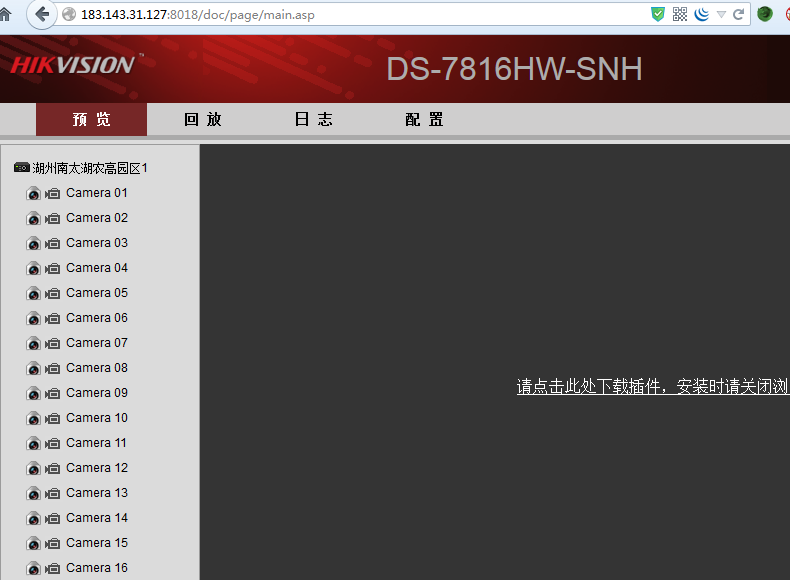 183.143.31.127:8018/doc/page/main.asp
HIKVISION™
DS-7816HW-SNH
预 览 回 放 日 志 配 置
湖州南太湖农高园区1
Camera 01
Camera 02
Camera 03
Camera 04
Camera 05
Camera 06
Camera 07
Camera 08
Camera 09
Camera 10
Camera 11
Camera 12
Camera 13
Camera 14
Camera 15
Camera 16
请点击此处下载插件，安装时请关闭浏